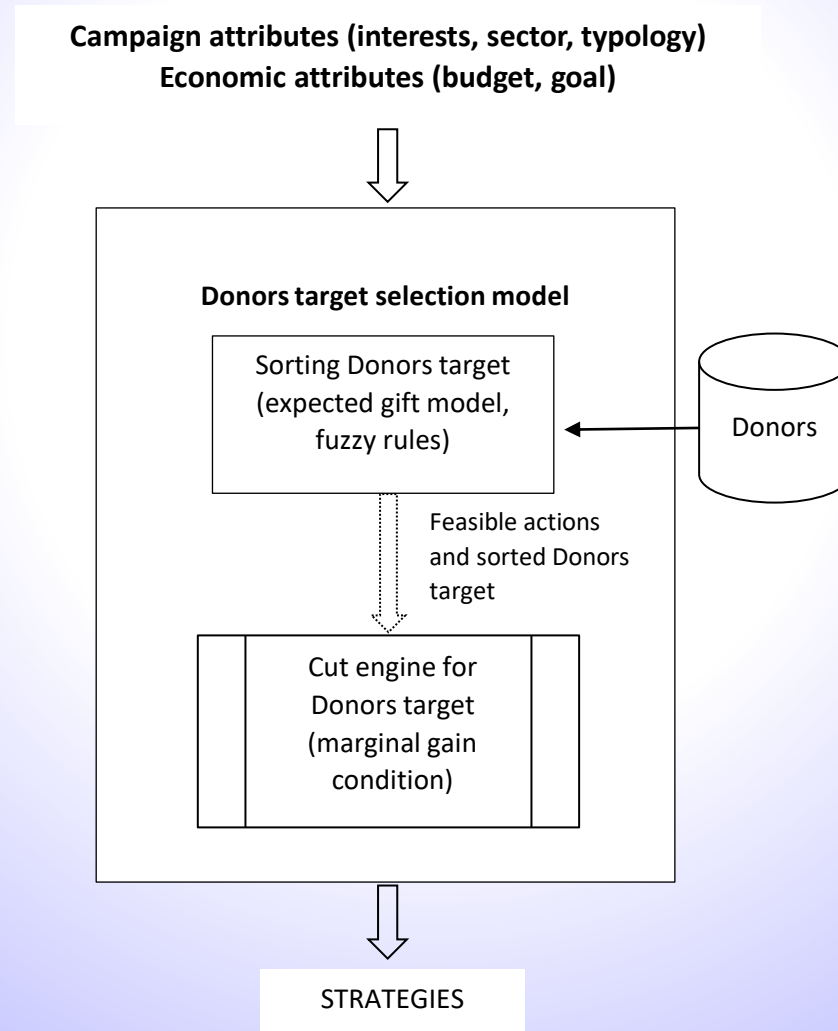 Campaign attributes (interests, sector, typology)
Economic attributes (budget, goal)
Donors target selection model
Sorting Donors target
(expected gift model,
fuzzy rules)
Donors
Feasible actions
and sorted Donors
target
Cut engine for
Donors target
(marginal gain
condition)
STRATEGIES